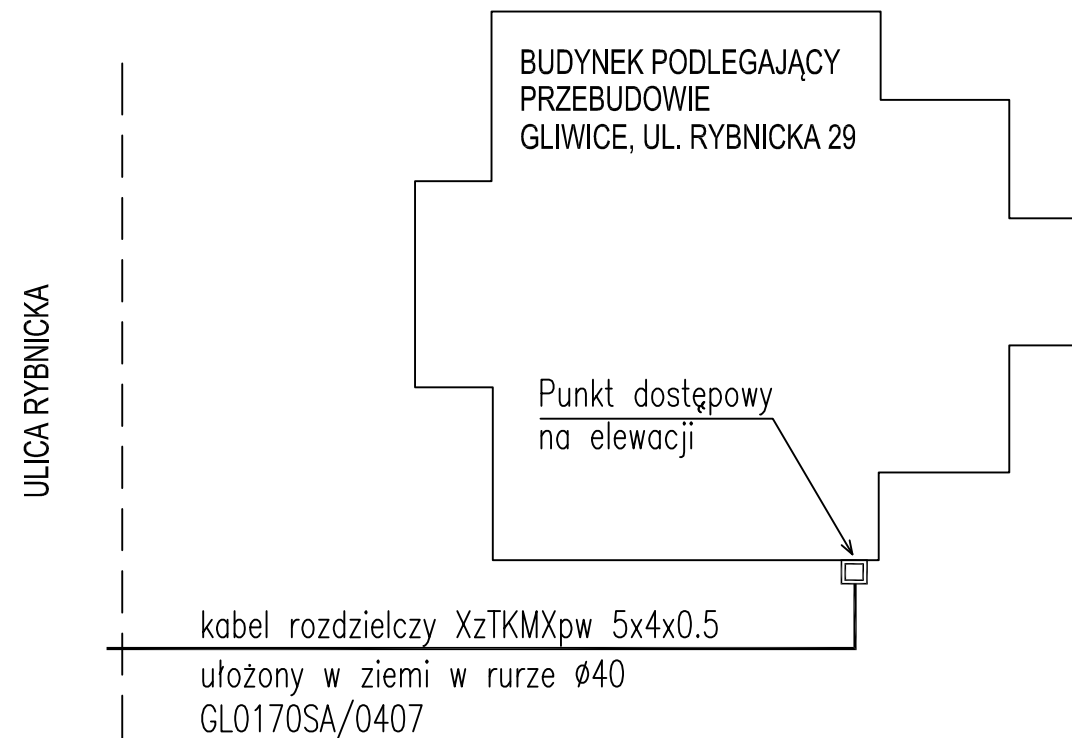 BUDYNEK PODLEGAJĄCY
PRZEBUDOWIE
GLIWICE, UL. RYBNICKA 29
ULICA RYBNICKA
Punkt dostępowy
na elewacji
kabel rozdzielczy XzTKMXpw 5x4x0.5
ułożony w ziemi w rurze Ø40
GL0170SA/0407